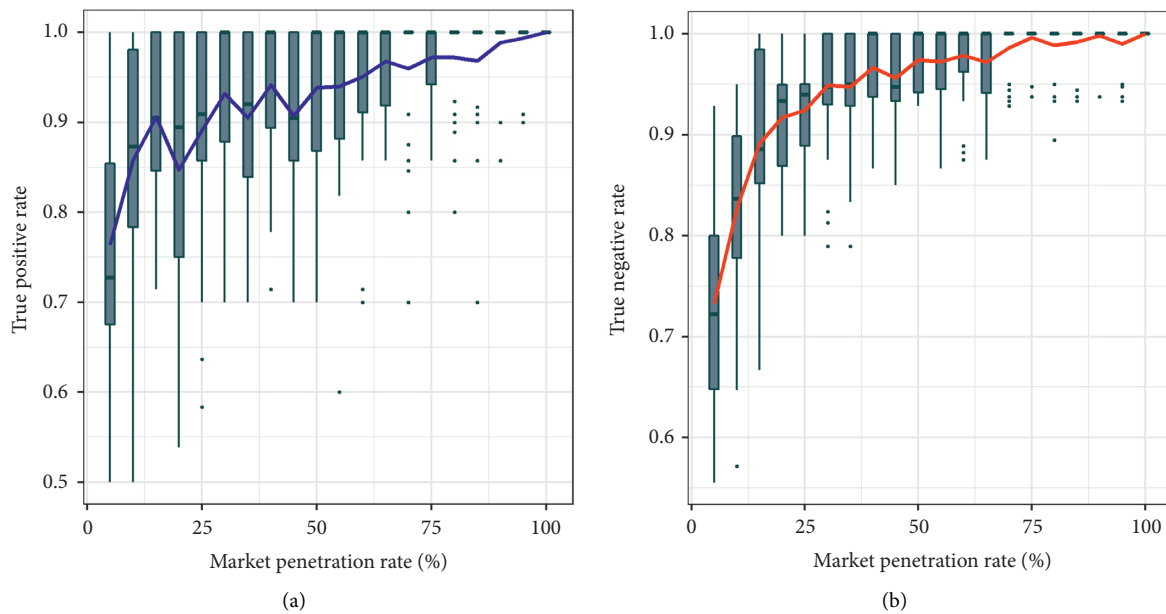 True positive rate
1.0
0.9
0.8
0.7
0.6
0.5
0 25 50 75 100
Market penetration rate (%)
(a)
True negative rate
1.0
0.9
0.8
0.7
0.6
0 25 50 75 100
Market penetration rate (%)
(b)